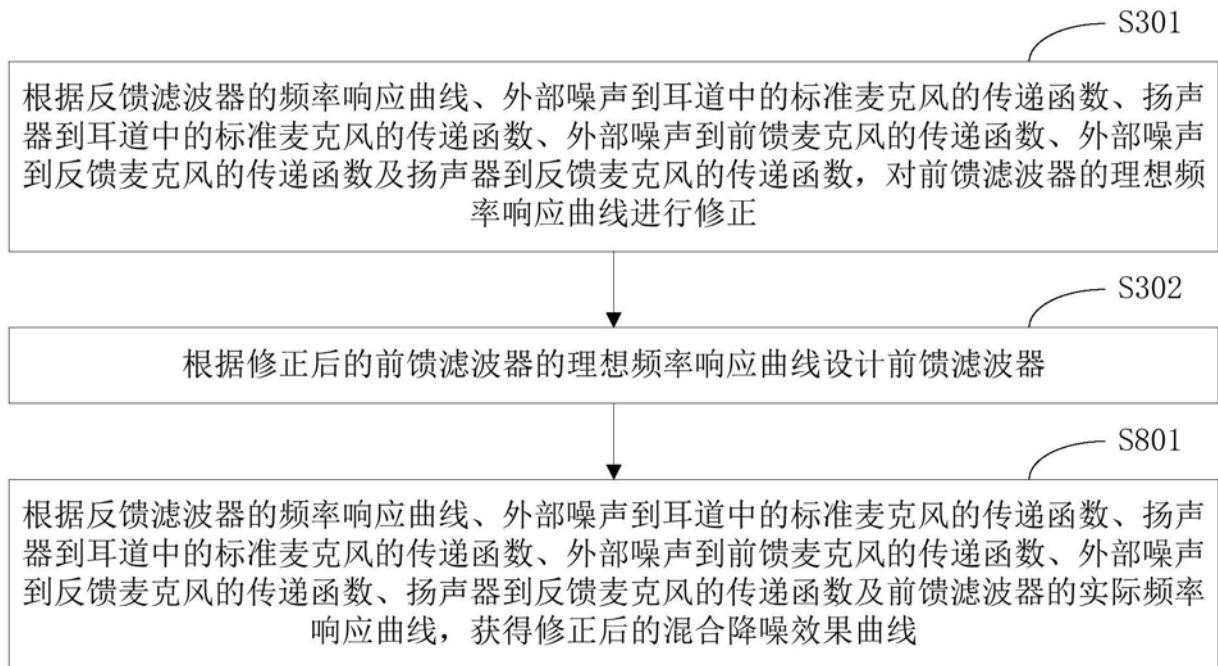 S301
根据反馈滤波器的频率响应曲线、外部噪声到耳道中的标准麦克风的传递函数、扬声
器到耳道中的标准麦克风的传递函数、外部噪声到前馈麦克风的传递函数、外部噪声
到反馈麦克风的传递函数及扬声器到反馈麦克风的传递函数，对前馈滤波器的理想频
率响应曲线进行修正
S302
根据修正后的前馈滤波器的理想频率响应曲线设计前馈滤波器
S801
根据反馈滤波器的频率响应曲线、外部噪声到耳道中的标准麦克风的传递函数、扬声
器到耳道中的标准麦克风的传递函数、外部噪声到前馈麦克风的传递函数、外部噪声
到反馈麦克风的传递函数、扬声器到反馈麦克风的传递函数及前馈滤波器的实际频率
响应曲线，获得修正后的混合降噪效果曲线